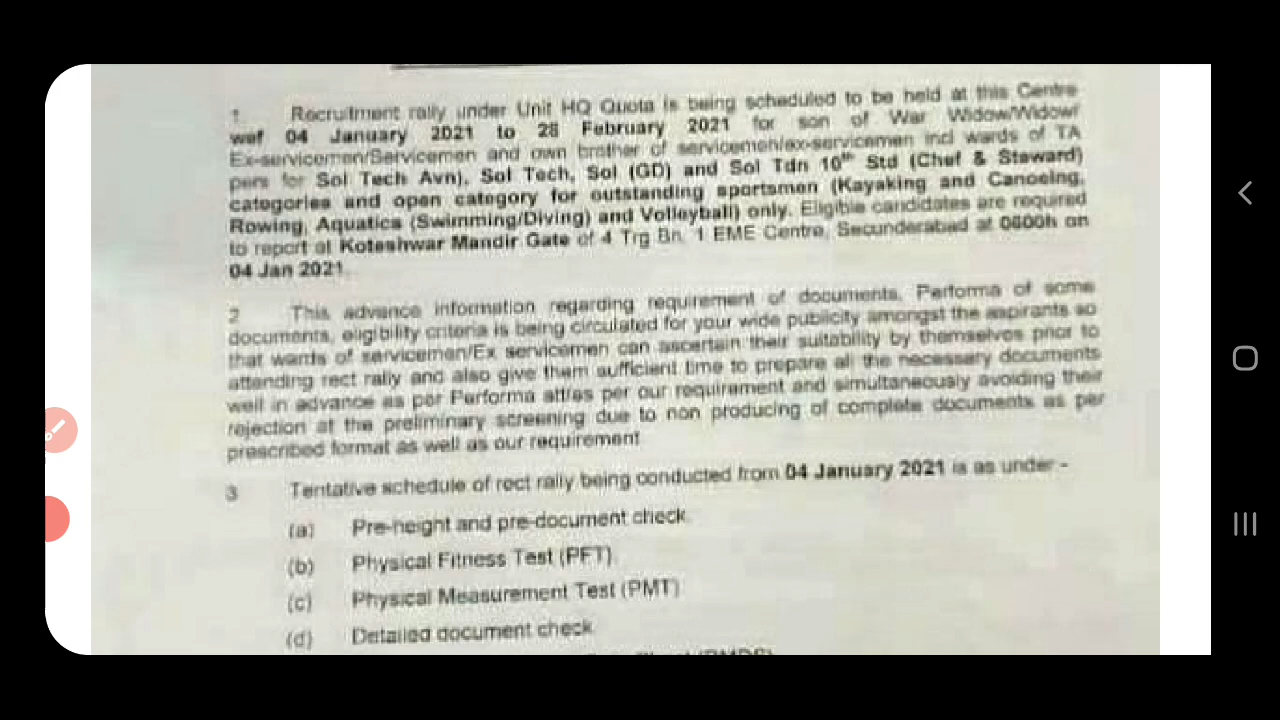 1 Recruitment rally under Unit HQ Quota is being scheduled to be held at this Centre
wef 04 January 2021 to 28 February 2021 for son of War Widow/Widow/
Ex-servicemen/Servicemen and own brother of servicemen/ex-servicemen incl wards of TA
pers for Sol Tech Avn), Sol Tech, Sol (GD) and Sol Tdn 10th Std (Chef & Steward)
categories and open category for outstanding sportsmen (Kayaking and Canoeing,
Rowing, Aquatics (Swimming/Diving) and Volleyball) only. Eligible candidates are required
to report at Koteshwar Mandir Gate of 4 Trg Bn, 1 EME Centre, Secunderabad at 0600h on
04 Jan 2021.
2 This advance information regarding requirement of documents, Performa of some
documents, eligibility criteria is being circulated for your wide publicity amongst the aspirants so
that wards of servicemen/Ex servicemen can ascertain their suitability by themselves prior to
attending rect rally and also give them sufficient time to prepare all the necessary documents
well in advance as per Performa att/as per our requirement and simultaneously avoiding their
rejection at the preliminary screening due to non producing of complete documents as per
prescribed format as well as our requirement
3 Tentative schedule of rect rally being conducted from 04 January 2021 is as under -
(a) Pre-height and pre-document check.
(b) Physical Fitness Test (PFT).
(c) Physical Measurement Test (PMT)
(d) Detailed document check